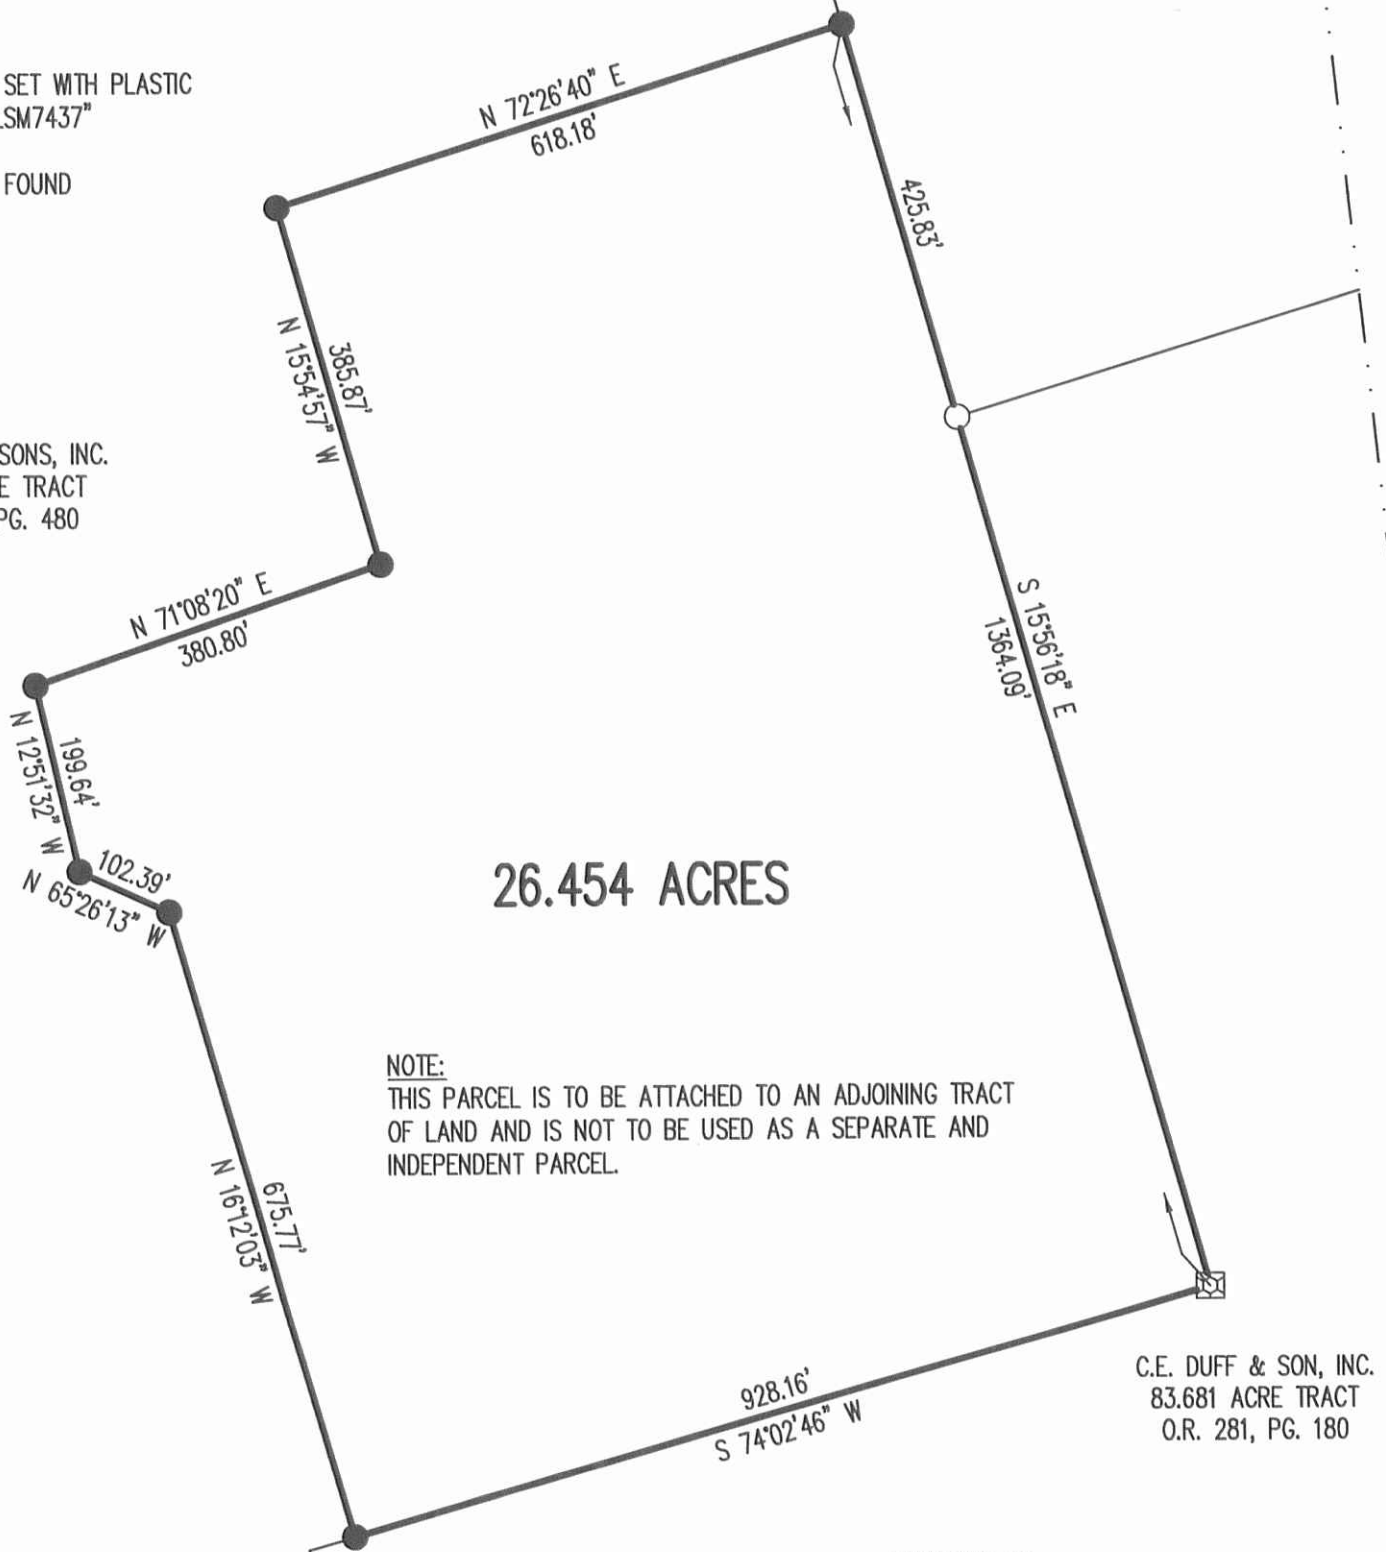 SET WITH PLASTIC
LSM7437"
FOUND
N 72°26'40" E
618.18'
425.83'
N 15°54'57" W
385.87'
SONS, INC.
E TRACT
PG. 480
N 71°08'20" E
380.80'
S 15°56'18" E
1364.09'
N 12°51'32" W
199.64'
102.39'
N 65°26'13" W
26.454 ACRES
NOTE:
THIS PARCEL IS TO BE ATTACHED TO AN ADJOINING TRACT
OF LAND AND IS NOT TO BE USED AS A SEPARATE AND
INDEPENDENT PARCEL.
N 16°12'03" W
675.77'
928.16'
S 74°02'46" W
C.E. DUFF & SON, INC.
83.681 ACRE TRACT
O.R. 281, PG. 180